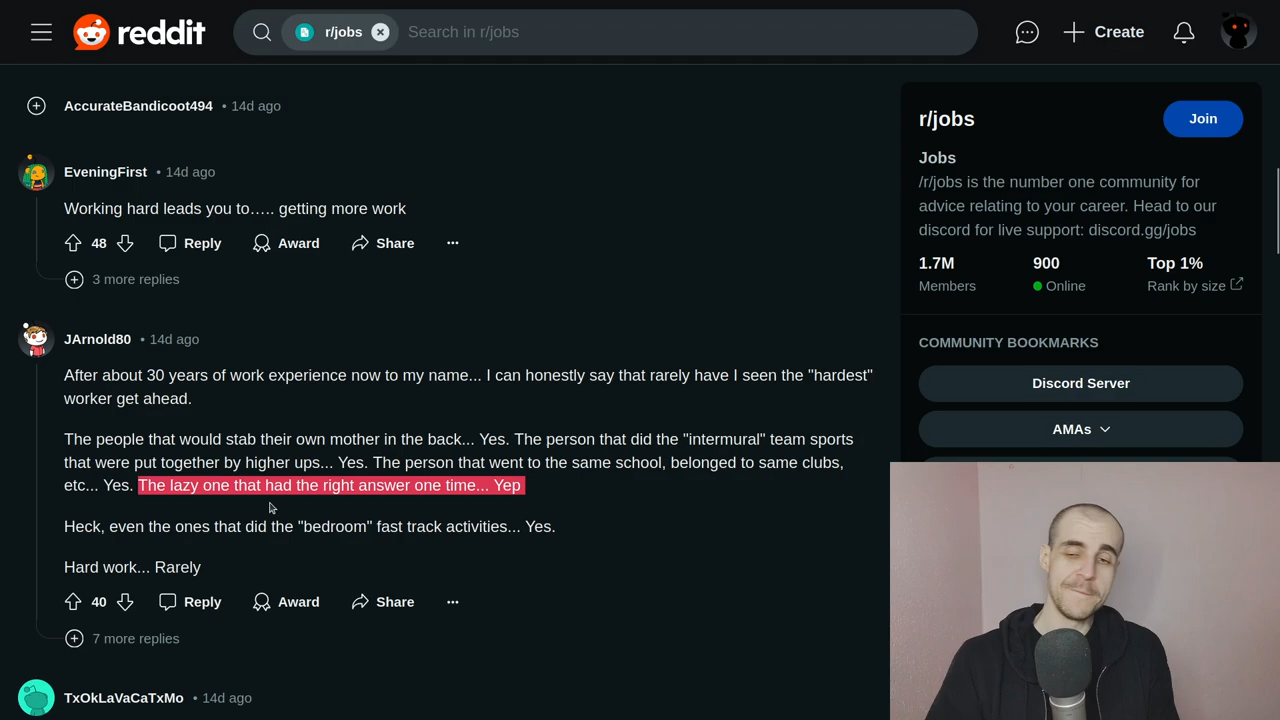 reddit
r/jobs
Search in r/jobs
Create
AccurateBandicoot494 • 14d ago
EveningFirst • 14d ago
Working hard leads you to….. getting more work
48
Reply
Award
Share
3 more replies
JArnold80 • 14d ago
After about 30 years of work experience now to my name... I can honestly say that rarely have I seen the "hardest"
worker get ahead.
The people that would stab their own mother in the back... Yes. The person that did the "intermural" team sports
that were put together by higher ups... Yes. The person that went to the same school, belonged to same clubs,
etc... Yes. The lazy one that had the right answer one time... Yep
Heck, even the ones that did the "bedroom" fast track activities... Yes.
Hard work... Rarely
40
Reply
Award
Share
7 more replies
TxOkLaVaCaTxMo • 14d ago
r/jobs
Join
Jobs
/r/jobs is the number one community for
advice relating to your career. Head to our
discord for live support: discord.gg/jobs
1.7M 900 Top 1%
Members Online Rank by size
COMMUNITY BOOKMARKS
Discord Server
AMAs